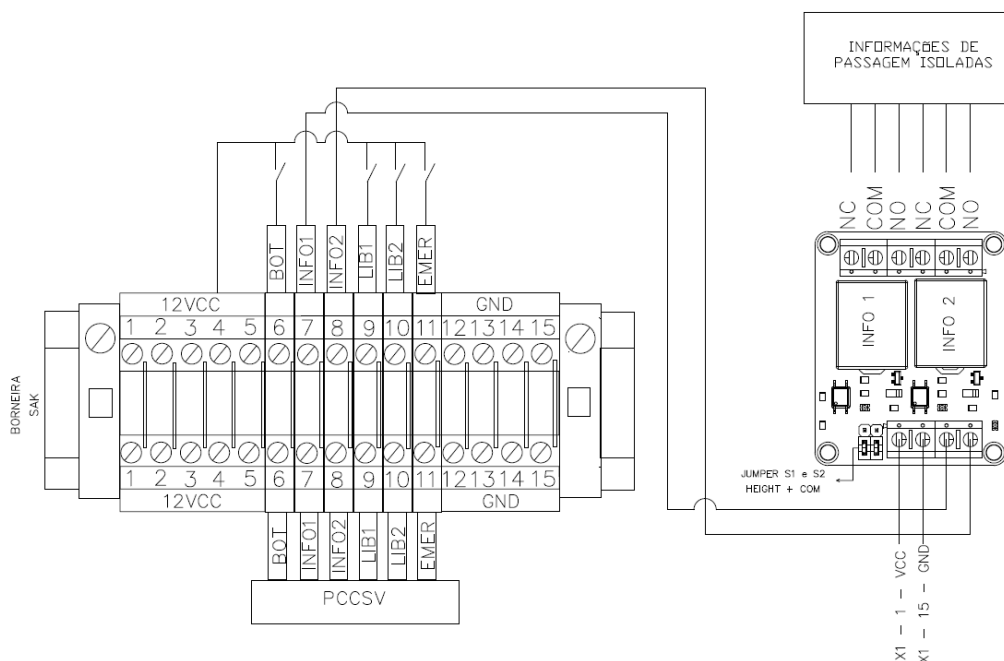 INFORMAÇÕES DE
PASSAGEM ISOLADAS
NC COM NO NC COM NO
INFO 1 INFO 2
JUMPER S1 e S2
HEIGHT + COM
X1 - 1 - VCC
X1 - 15 - GND
BOT INFO1 INFO2 LIB1 LIB2 EMER
12VCC GND
1 2 3 4 5 6 7 8 9 10 11 12 13 14 15
BORNEIRA
SAK
1 2 3 4 5 6 7 8 9 10 11 12 13 14 15
12VCC GND
BOT INFO1 INFO2 LIB1 LIB2 EMER
PCCSV